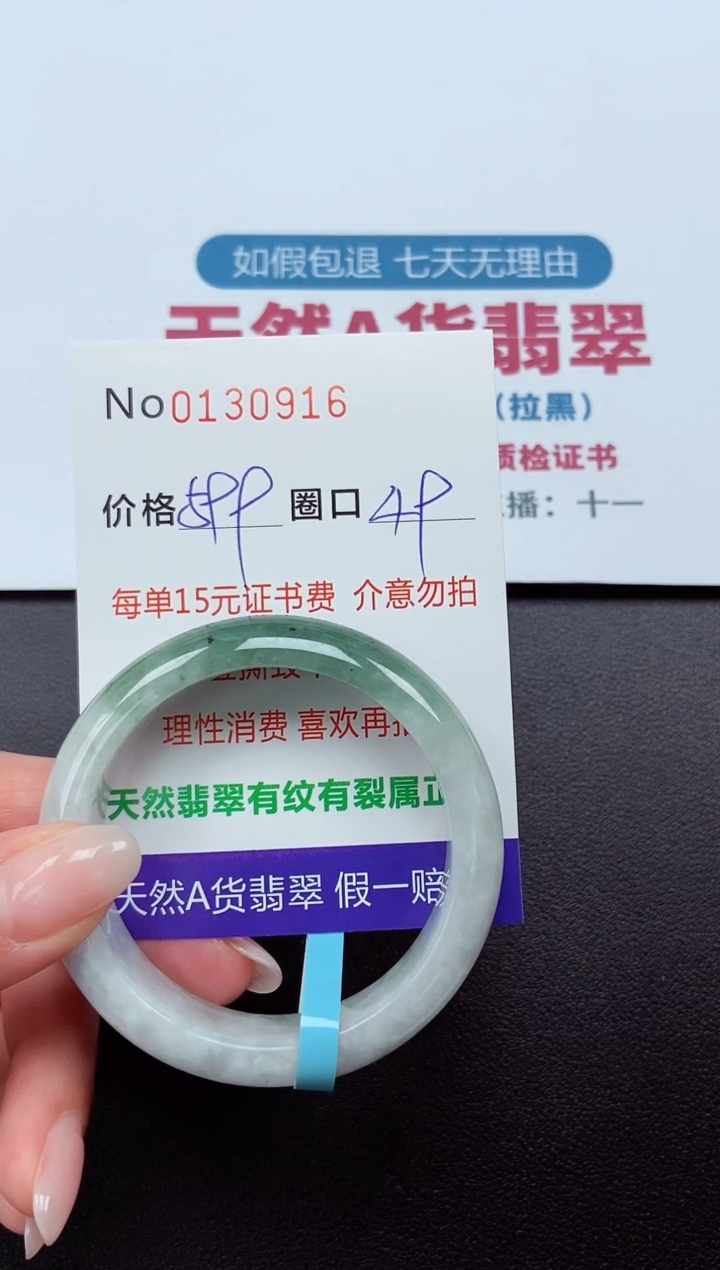 如假包退 七天无理由
天然A货翡翠
（拉黑）
质检证书
播：十一
No0130916
价格 599 圈口 49
每单15元证书费 介意勿拍
理性消费 喜欢再拍
天然翡翠有纹有裂属正
天然A货翡翠 假一赔